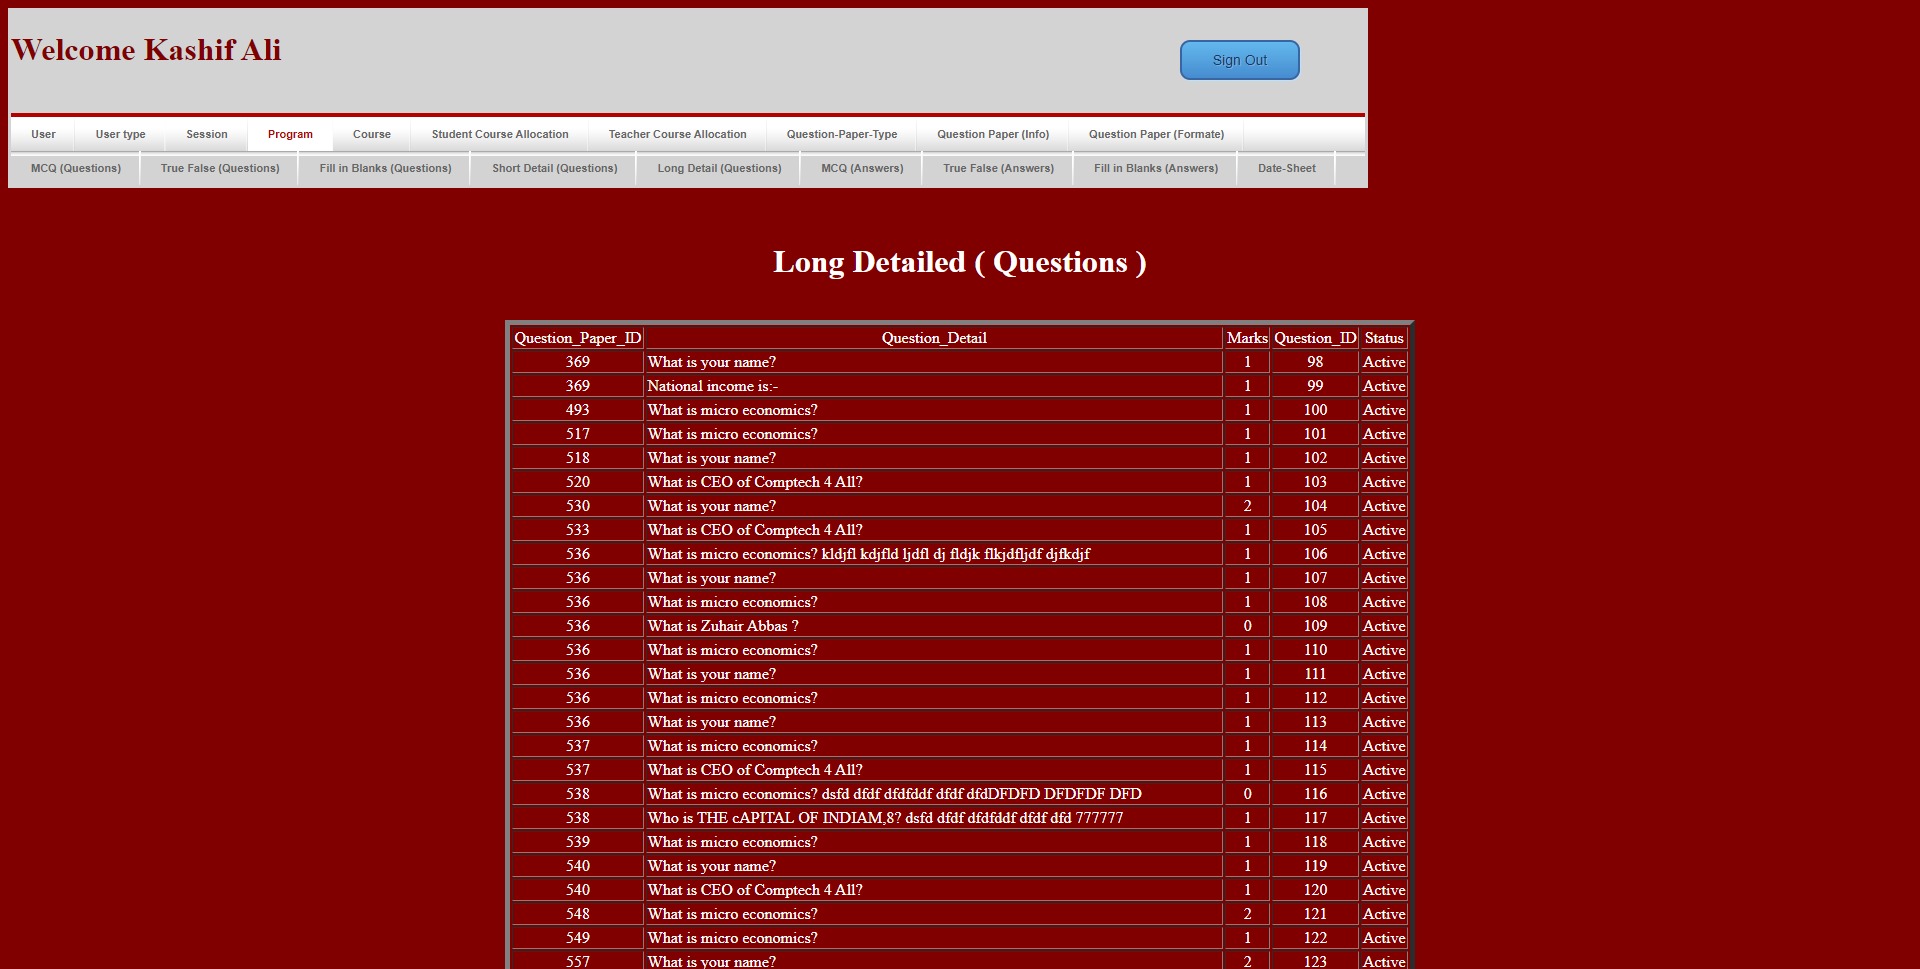 Welcome Kashif Ali
Sign Out
User User type Session Program Course Student Course Allocation Teacher Course Allocation Question-Paper-Type Question Paper (Info) Question Paper (Formate)
MCQ (Questions) True False (Questions) Fill in Blanks (Questions) Short Detail (Questions) Long Detail (Questions) MCQ (Answers) True False (Answers) Fill in Blanks (Answers) Date-Sheet
Long Detailed ( Questions )
Question_Paper_ID Question_Detail Marks Question_ID Status
369 What is your name? 1 98 Active
369 National income is:- 1 99 Active
493 What is micro economics? 1 100 Active
517 What is micro economics? 1 101 Active
518 What is your name? 1 102 Active
520 What is CEO of Comptech 4 All? 1 103 Active
530 What is your name? 2 104 Active
533 What is CEO of Comptech 4 All? 1 105 Active
536 What is micro economics? kldjfl kdjfld ljdfl dj fldjk flkjdfljdf djfkdjf 1 106 Active
536 What is your name? 1 107 Active
536 What is micro economics? 1 108 Active
536 What is Zuhair Abbas ? 0 109 Active
536 What is micro economics? 1 110 Active
536 What is your name? 1 111 Active
536 What is micro economics? 1 112 Active
536 What is your name? 1 113 Active
537 What is micro economics? 1 114 Active
537 What is CEO of Comptech 4 All? 1 115 Active
538 What is micro economics? dsfd dfdf dfdfddf dfdf dfdDFDFD DFDFDF DFD 0 116 Active
538 Who is THE cAPITAL OF INDIAM,8? dsfd dfdf dfdfddf dfdf dfd 777777 1 117 Active
539 What is micro economics? 1 118 Active
540 What is your name? 1 119 Active
540 What is CEO of Comptech 4 All? 1 120 Active
548 What is micro economics? 2 121 Active
549 What is micro economics? 1 122 Active
557 What is your name? 2 123 Active